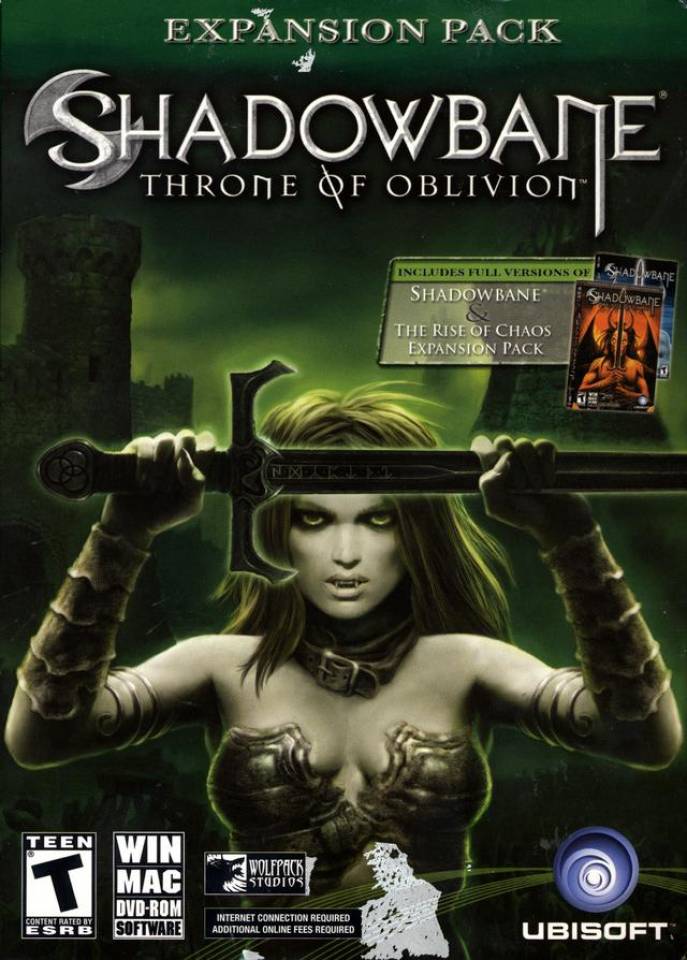 EXPANSION PACK
SHADOWBANE®
THRONE OF OBLIVION™
INCLUDES FULL VERSIONS OF
SHADOWBANE®
&
THE RISE OF CHAOS
EXPANSION PACK
SHADOWBANE
SHADOWBANE
TEEN
T
CONTENT RATED BY
ESRB
WIN
MAC
DVD-ROM
SOFTWARE
WOLFPACK
STUDIOS
INTERNET CONNECTION REQUIRED
ADDITIONAL ONLINE FEES REQUIRED
UBISOFT